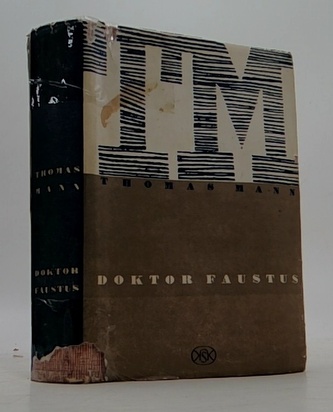 TM
THOMAS MANN
DOKTOR FAUSTUS
THOMAS
MANN
DOKTOR
FAUSTUS